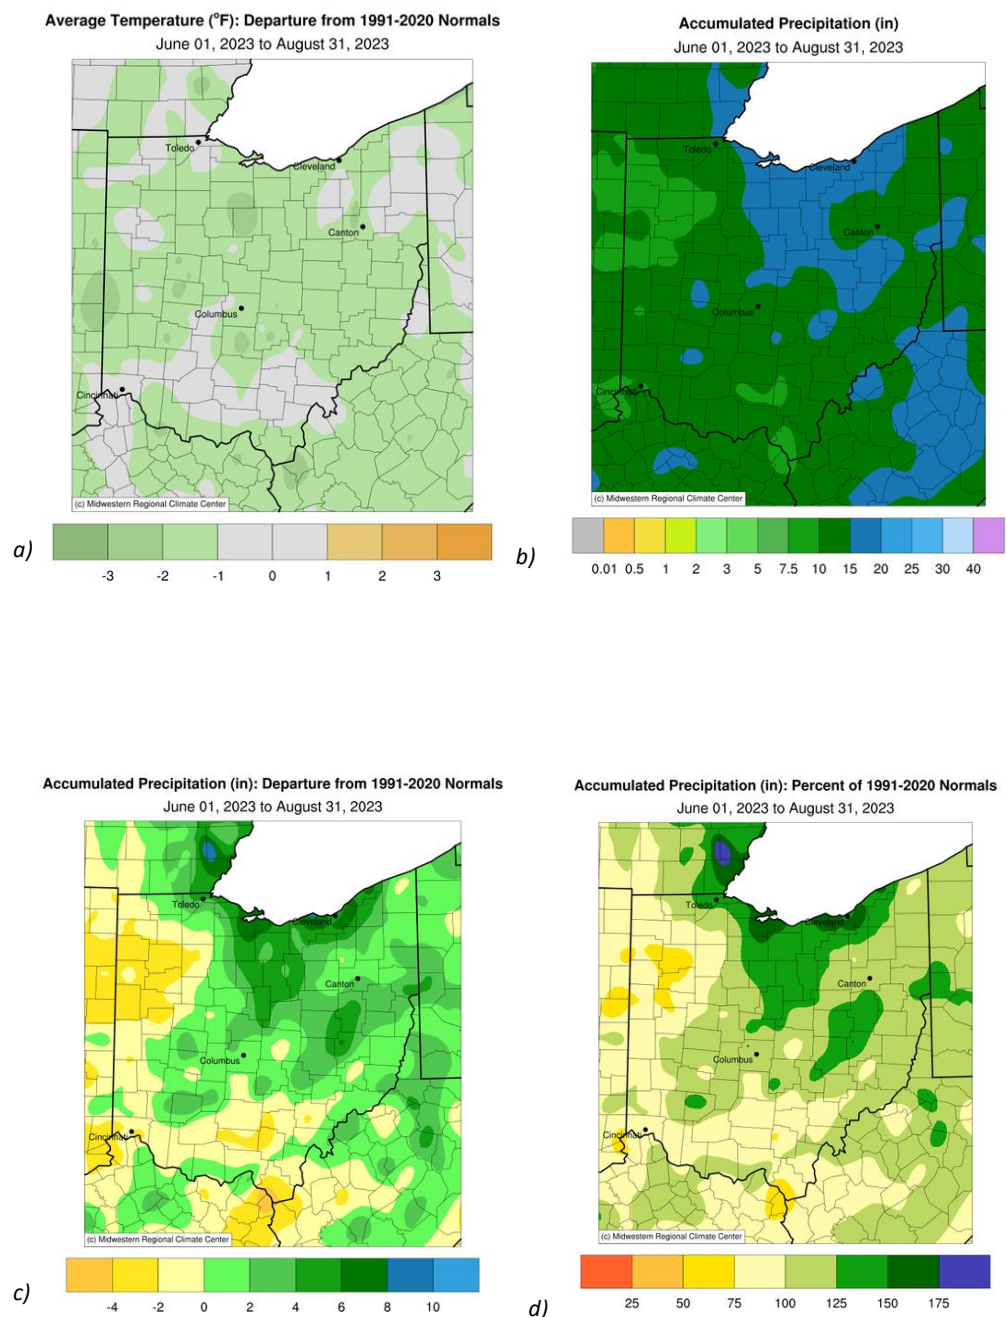 Average Temperature (°F): Departure from 1991-2020 Normals
June 01, 2023 to August 31, 2023
Toledo
Cleveland
Canton
Columbus
Cincinnati
(c) Midwestern Regional Climate Center
-3 -2 -1 0 1 2 3
a)
Accumulated Precipitation (in)
June 01, 2023 to August 31, 2023
Toledo
Cleveland
Canton
Columbus
Cincinnati
(c) Midwestern Regional Climate Center
0.01 0.5 1 2 3 5 7.5 10 15 20 25 30 40
b)
Accumulated Precipitation (in): Departure from 1991-2020 Normals
June 01, 2023 to August 31, 2023
Toledo
Cleveland
Canton
Columbus
Cincinnati
(c) Midwestern Regional Climate Center
-4 -2 0 2 4 6 8 10
c)
Accumulated Precipitation (in): Percent of 1991-2020 Normals
June 01, 2023 to August 31, 2023
Toledo
Cleveland
Canton
Columbus
Cincinnati
(c) Midwestern Regional Climate Center
25 50 75 100 125 150 175
d)